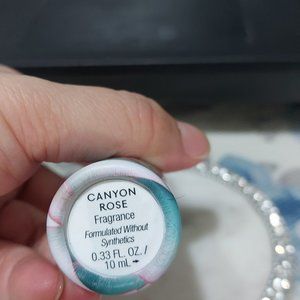 CANYON
ROSE
Fragrance
Formulated Without
Synthetics
0.33 FL. OZ. /
10 mL